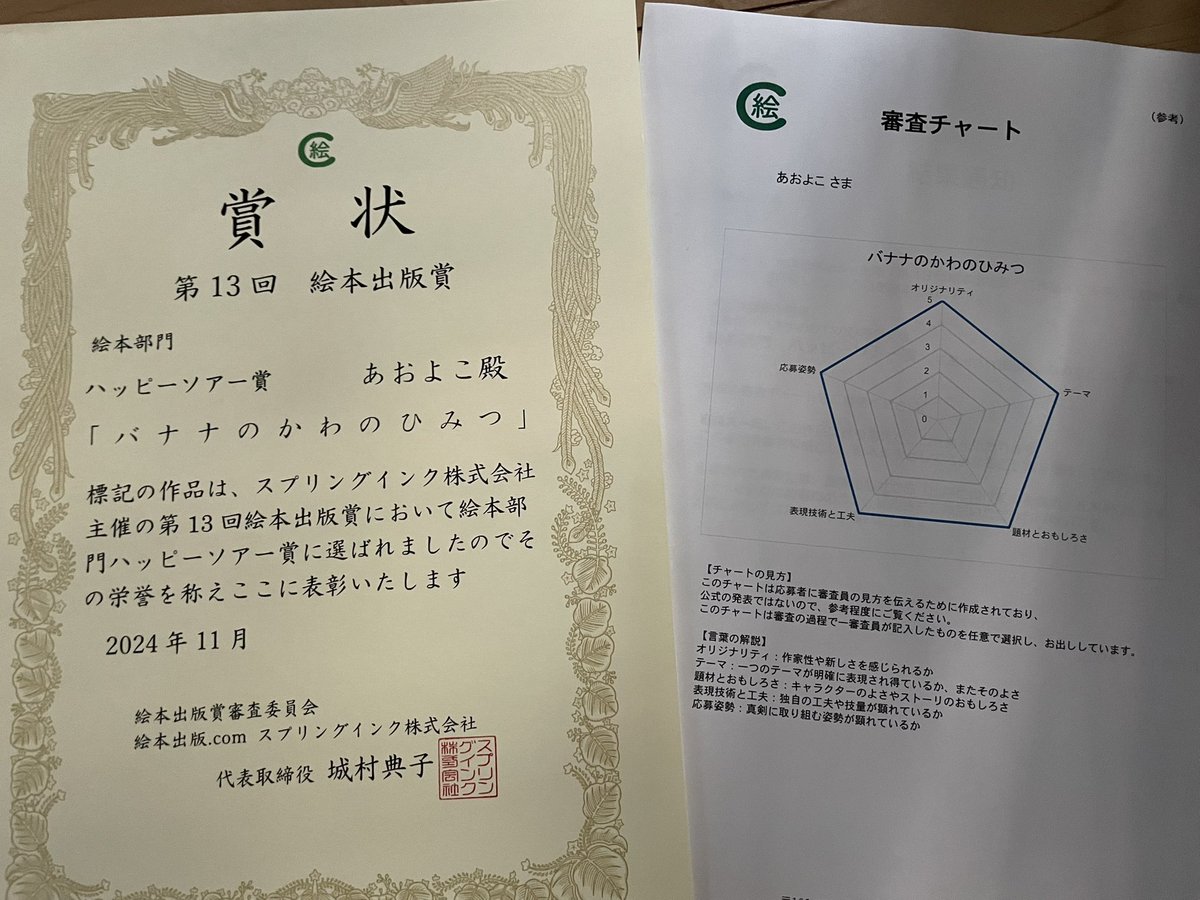 絵
賞 状
第13回 絵本出版賞
絵本部門
ハッピーソアー賞 あおよこ殿
「バナナのかわのひみつ」
標記の作品は、スプリングインク株式会社
主催の第13回絵本出版賞において絵本部
門ハッピーソアー賞に選ばれましたのでそ
の栄誉を称えここに表彰いたします
2024年11月
絵本出版賞審査委員会
絵本出版.com スプリングインク株式会社
代表取締役 城村典子
スプリン
グインク
株式会社
絵
審査チャート
(参考)
あおよこ さま
バナナのかわのひみつ
オリジナリティ
5
4
3
2
1
0
応募姿勢
テーマ
表現技術と工夫
題材とおもしろさ
【チャートの見方】
このチャートは応募者に審査員の見方を伝えるために作成されており、
公式の発表ではないので、参考程度にご覧ください。
このチャートは審査の過程で一審査員が記入したものを任意で選択し、お出ししています。
【言葉の解説】
オリジナリティ:作家性や新しさを感じられるか
テーマ:一つのテーマが明確に表現され得ているか、またそのよさ
題材とおもしろさ:キャラクターのよさやストーリのおもしろさ
表現技術と工夫:独自の工夫や技量が顕れているか
応募姿勢:真剣に取り組む姿勢が顕れているか